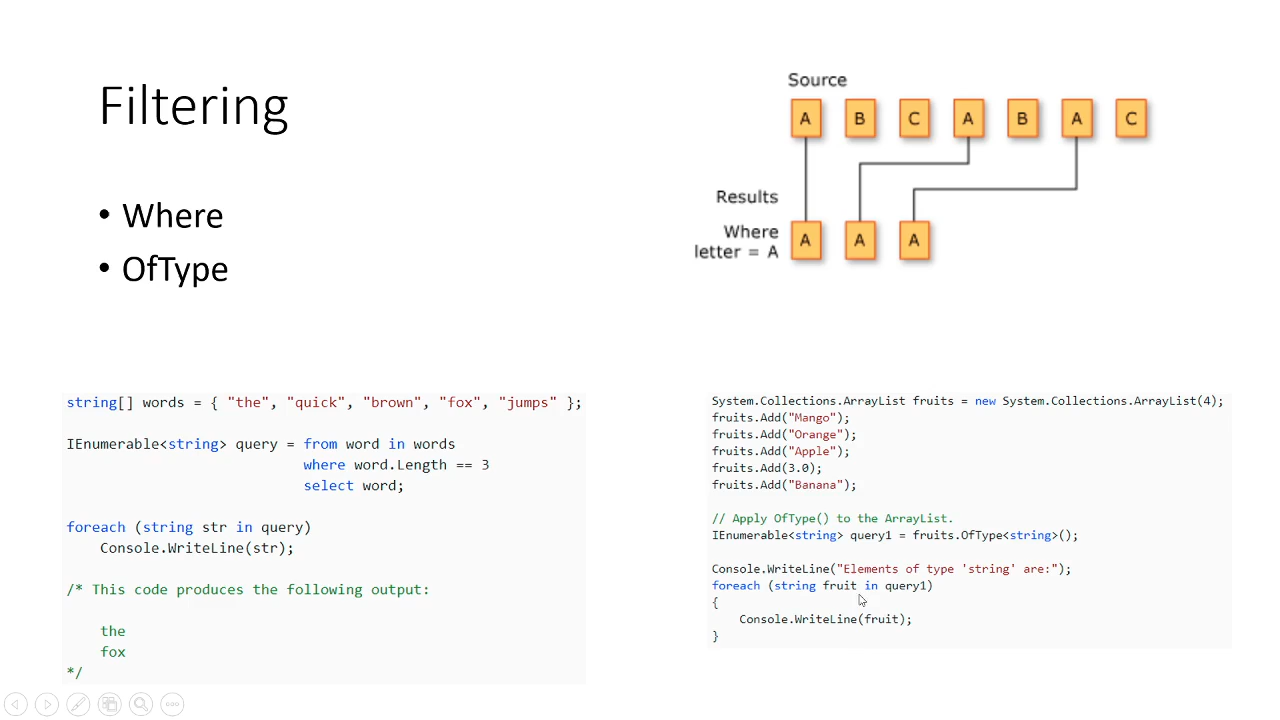 Filtering
• Where
• OfType
Source
A B C A B A C
Results
Where
letter = A
A A A
string[] words = { "the", "quick", "brown", "fox", "jumps" };
IEnumerable<string> query = from word in words
where word.Length == 3
select word;
foreach (string str in query)
Console.WriteLine(str);
/* This code produces the following output:
the
fox
*/
System.Collections.ArrayList fruits = new System.Collections.ArrayList(4);
fruits.Add("Mango");
fruits.Add("Orange");
fruits.Add("Apple");
fruits.Add(3.0);
fruits.Add("Banana");
// Apply OfType() to the ArrayList.
IEnumerable<string> query1 = fruits.OfType<string>();
Console.WriteLine("Elements of type 'string' are:");
foreach (string fruit in query1)
{
Console.WriteLine(fruit);
}